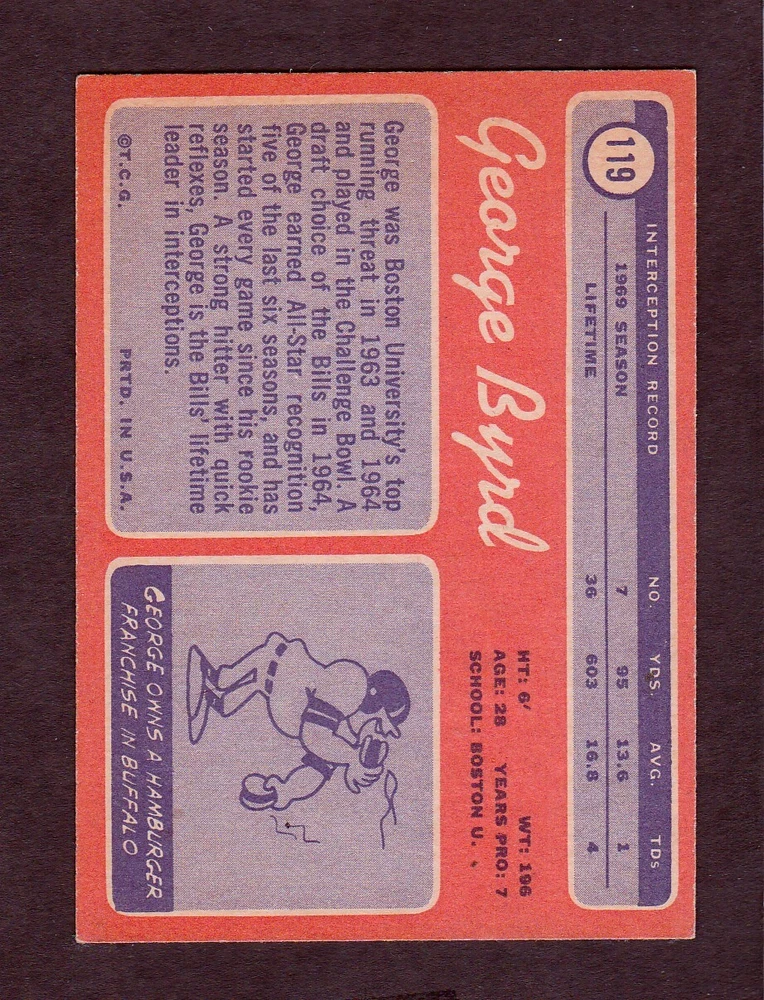 119
INTERCEPTION RECORD NO. YDS. AVG. TDs
1969 SEASON 7 95 13.6 1
LIFETIME 36 603 16.8 4
George Byrd
HT: 6' WT: 196
AGE: 28 YEARS PRO: 7
SCHOOL: BOSTON U.
George was Boston University's top
running threat in 1963 and 1964
and played in the Challenge Bowl. A
draft choice of the Bills in 1964,
George earned All-Star recognition
five of the last six seasons, and has
started every game since his rookie
season. A strong hitter with quick
reflexes, George is the Bills' lifetime
leader in interceptions.
©T.C.G. PRTD. IN U.S.A.
GEORGE OWNS A HAMBURGER
FRANCHISE IN BUFFALO